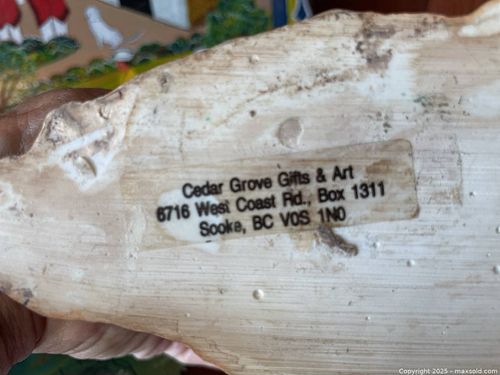 Cedar Grove Gifts & Art
6716 West Coast Rd., Box 1311
Sooke, BC V0S 1N0
Copyright 2025 - maxsold.com